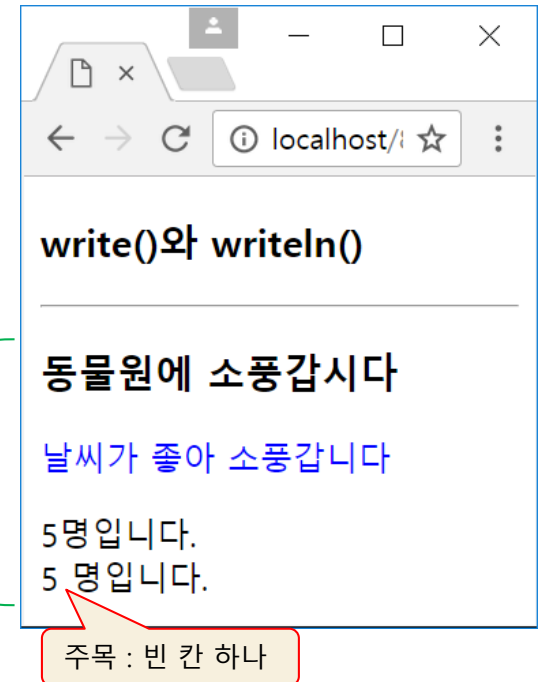 localhost/
write()와 writeln()
동물원에 소풍갑시다
날씨가 좋아 소풍갑니다
5명입니다.
5 명입니다.
주목 : 빈 칸 하나